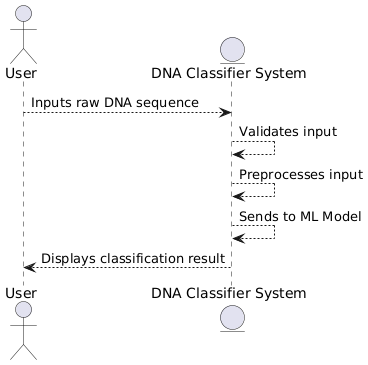 User
DNA Classifier System
Inputs raw DNA sequence
Validates input
Preprocesses input
Sends to ML Model
Displays classification result
User
DNA Classifier System